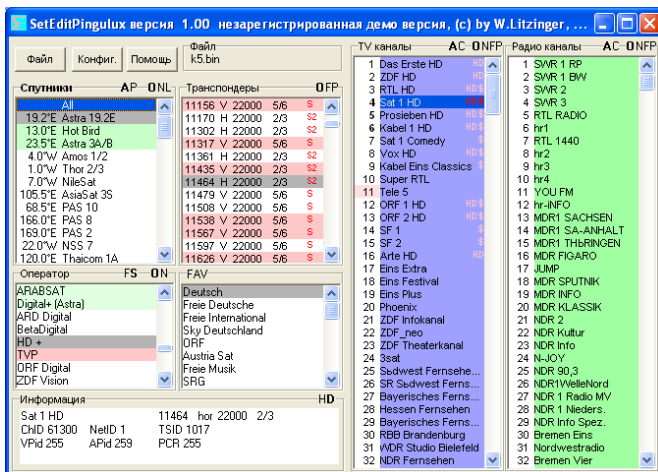 SetEditPingulux версия 1.00 незарегистрированная демо версия, (c) by W.Litzinger, ...
Файл Конфиг. Помощь
Файл
k5.bin
Спутники AP ONL
All
19.2°E Astra 19.2E
13.0°E Hot Bird
23.5°E Astra 3A/B
4.0°W Amos 1/2
1.0°W Thor 2/3
7.0°W NileSat
105.5°E AsiaSat 3S
68.5°E PAS 10
166.0°E PAS 8
169.0°E PAS 2
22.0°W NSS 7
120.0°E Thaicom 1A
Транспондеры OFP
11156 V 22000 5/6 S
11170 H 22000 2/3 S2
11302 H 22000 2/3 S2
11317 V 22000 5/6 S
11361 H 22000 2/3 S2
11435 V 22000 2/3 S2
11464 H 22000 2/3 S2
11479 V 22000 5/6 S
11508 V 22000 5/6 S
11538 V 22000 5/6 S
11567 V 22000 5/6 S
11597 V 22000 5/6 S
11626 V 22000 5/6 S
Оператор FS ON
ARABSAT
Digital+ (Astra)
ARD Digital
BetaDigital
HD +
TVP
ORF Digital
ZDF Vision
FAV
Deutsch
Freie Deutsche
Freie International
Sky Deutschland
ORF
Austria Sat
Freie Musik
SRG
Информация HD-
Sat 1 HD 11464 hor 22000 2/3
ChID 61300 NetID 1 TSID 1017
VPid 255 APid 259 PCR 255
TV каналы AC ONFP
1 Das Erste HD HD
2 ZDF HD HD
3 RTL HD HD$
4 Sat 1 HD HD$
5 Prosieben HD HD$
6 Kabel 1 HD HD$
7 Sat 1 Comedy $
8 Vox HD HD$
9 Kabel Eins Classics $
10 Super RTL
11 Tele 5
12 ORF 1 HD HD$
13 ORF 2 HD HD$
14 SF 1 $
15 SF 2 $
16 Arte HD HD
17 Eins Extra
18 Eins Festival
19 Eins Plus
20 Phoenix
21 ZDF Infokanal
22 ZDF_neo
23 ZDF Theaterkanal
24 3sat
25 Sьdwest Fernsehe...
26 SR Sьdwest Ferns...
27 Bayerisches Ferns...
28 Hessen Fernsehen
29 Bayerisches Ferns...
30 RBB Brandenburg
31 WDR Studio Bielefeld
32 NDR Fernsehen
Радио каналы AC ONFP
1 SWR 1 RP
2 SWR 1 BW
3 SWR 2
4 SWR 3
5 RTL RADIO
6 hr1
7 RTL 1440
8 hr2
9 hr3
10 hr4
11 YOU FM
12 hr-iNFO
13 MDR1 SACHSEN
14 MDR1 SA-ANHALT
15 MDR1 THЬRINGEN
16 MDR FIGARO
17 JUMP
18 MDR SPUTNIK
19 MDR INFO
20 MDR KLASSIK
21 NDR 2
22 NDR Kultur
23 NDR Info
24 N-JOY
25 NDR 90,3
26 NDR1WelleNord
27 NDR 1 Radio MV
28 NDR 1 Nieders.
29 NDR Info Spez.
30 Bremen Eins
31 Nordwestradio
32 Bremen Vier